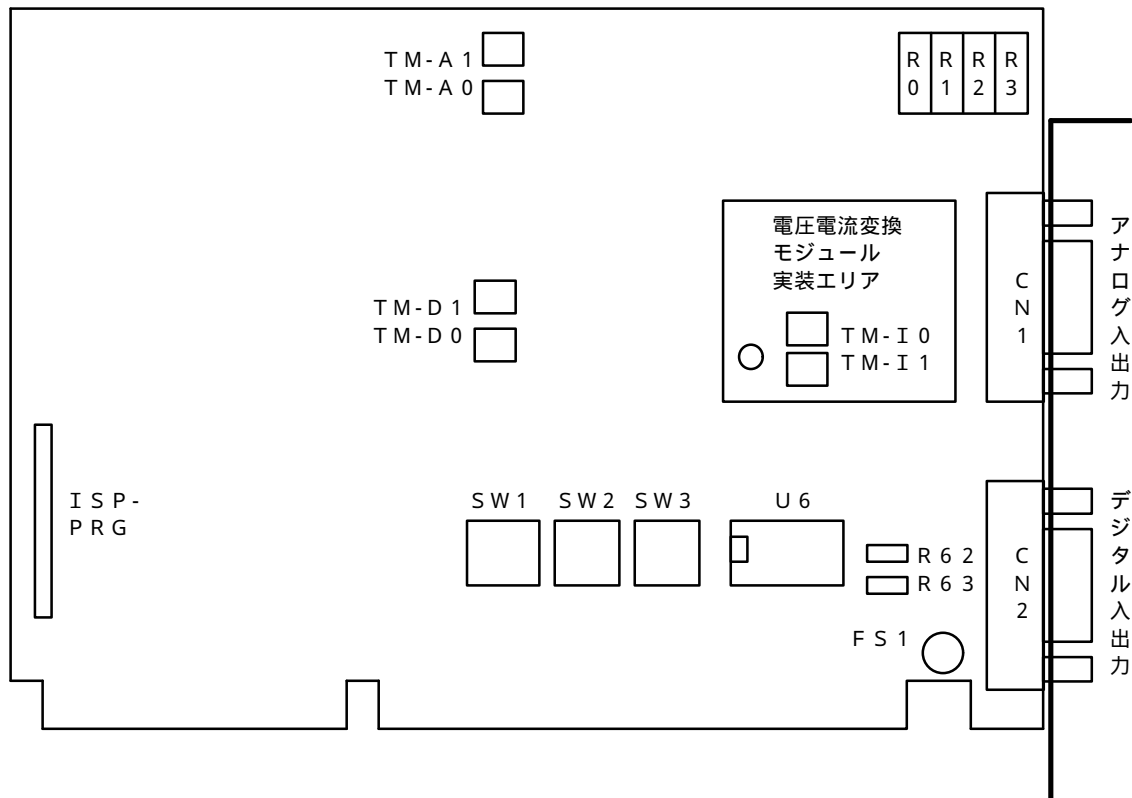 TM-A1
TM-A0
R0
R1
R2
R3
電圧電流変換
モジュール
実装エリア
TM-I0
TM-I1
CN1
アナログ入出力
TM-D1
TM-D0
ISP-
PRG
SW1
SW2
SW3
U6
R62
R63
FS1
CN2
デジタル入出力